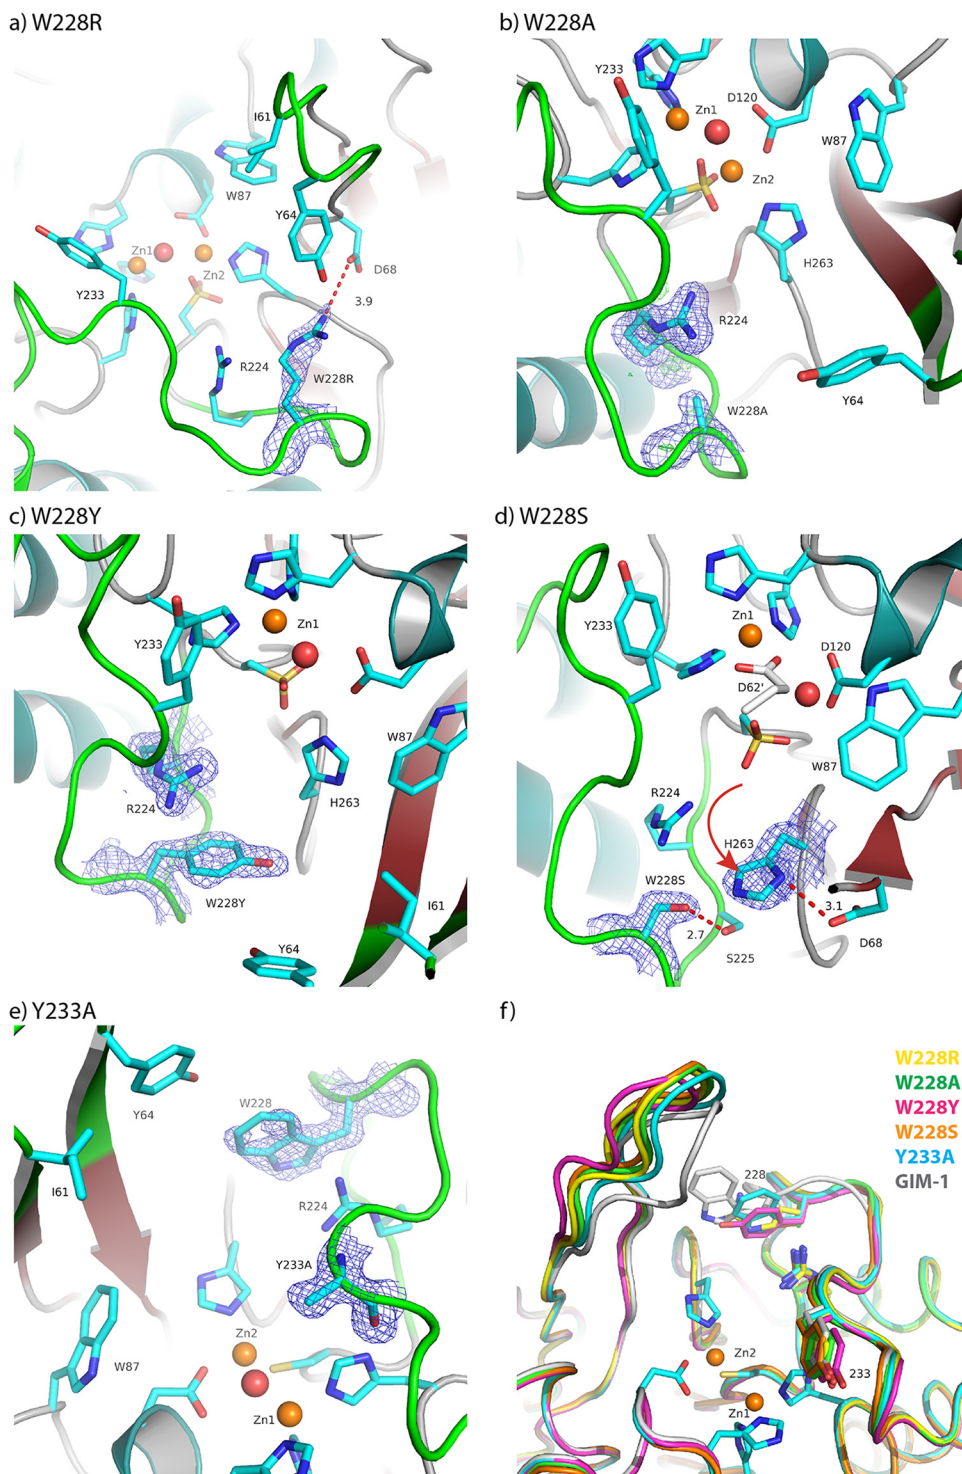 a) W228R
I61
W87
Y64
Zn1
Zn2
D68
Y233
3.9
R224
W228R
b) W228A
Y233
Zn1
D120
W87
Zn2
H263
R224
W228A
Y64
c) W228Y
Zn1
Y233
W87
R224
H263
W228Y
I61
Y64
d) W228S
Y233
Zn1
D120
D62'
W87
R224
H263
W228S
3.1
2.7
S225
D68
e) Y233A
Y64
W228
I61
R224
Y233A
Zn2
W87
Zn1
f)
W228R
W228A
W228Y
W228S
Y233A
GIM-1
228
Zn2
233
Zn1